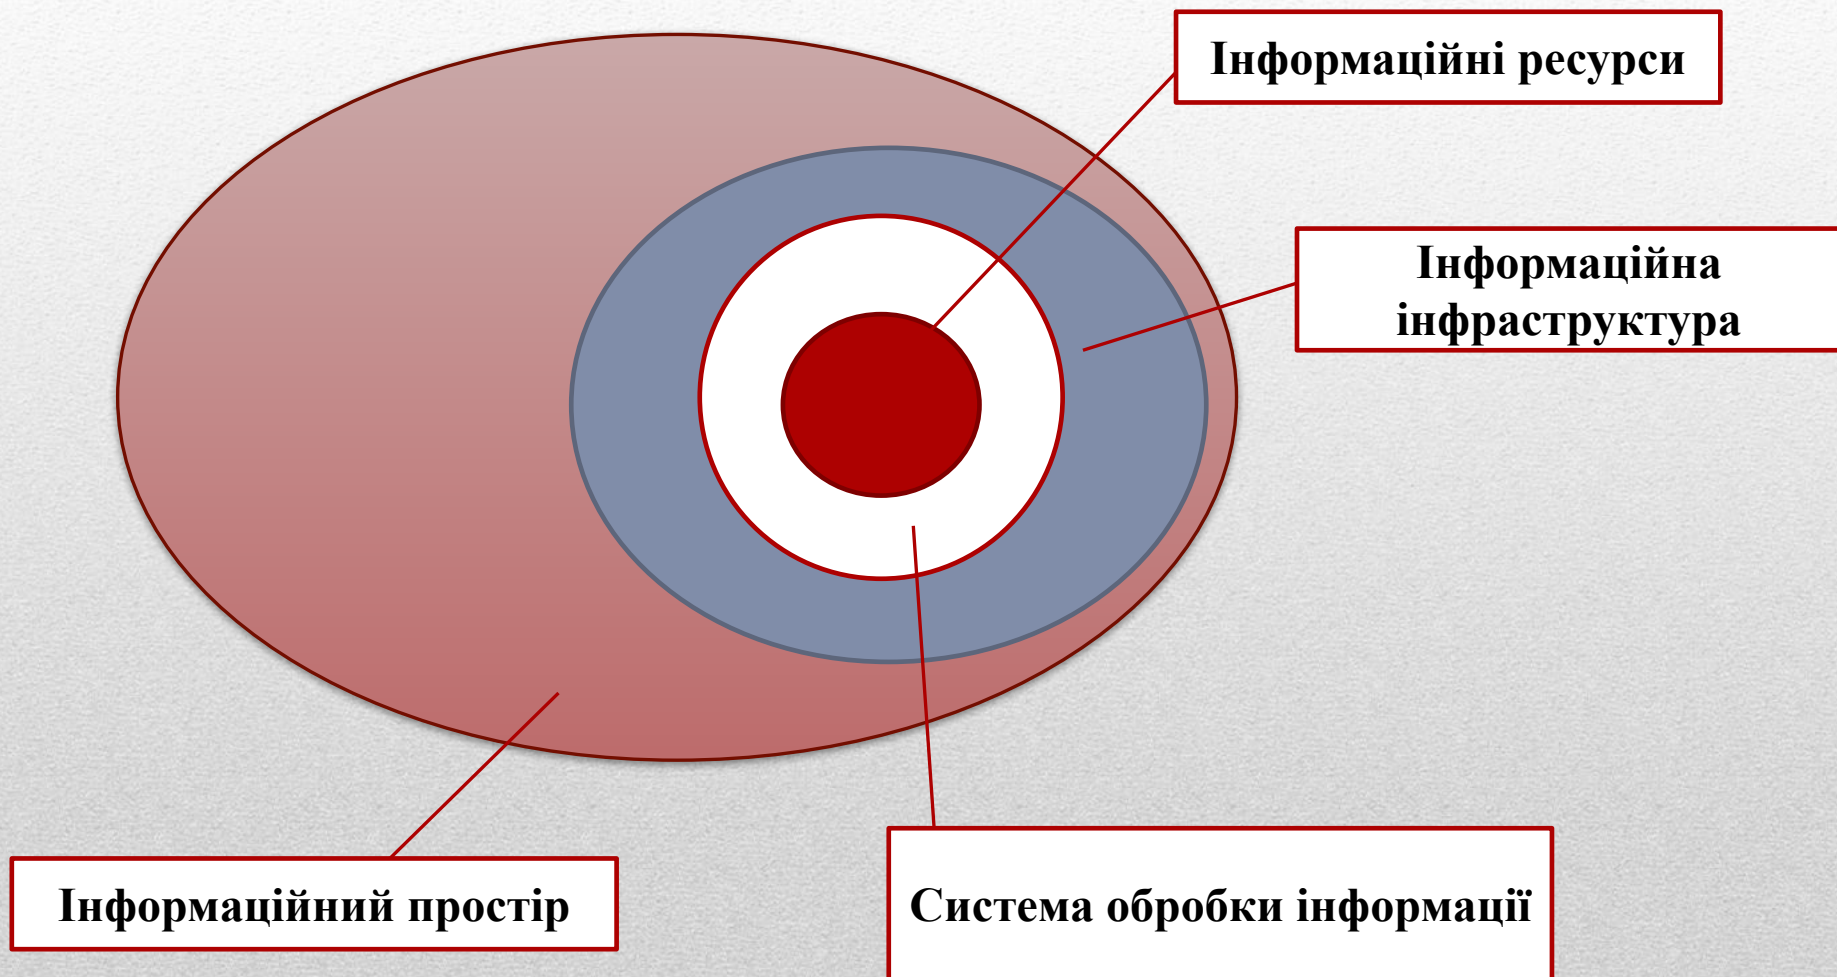 Інформаційні ресурси
Інформаційна
інфраструктура
Інформаційний простір
Система обробки інформації